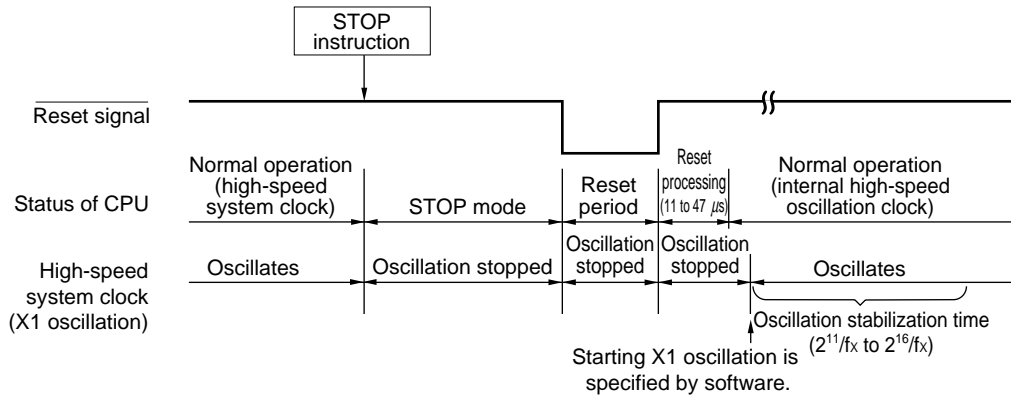 STOP
instruction
Reset signal
Status of CPU
Normal operation
(high-speed
system clock)
STOP mode
Reset
period
Reset
processing
(11 to 47 μs)
Normal operation
(internal high-speed
oscillation clock)
High-speed
system clock
(X1 oscillation)
Oscillates
Oscillation stopped
Oscillation
stopped
Oscillation
stopped
Oscillates
Oscillation stabilization time
(2¹¹/fX to 2¹⁶/fX)
Starting X1 oscillation is
specified by software.